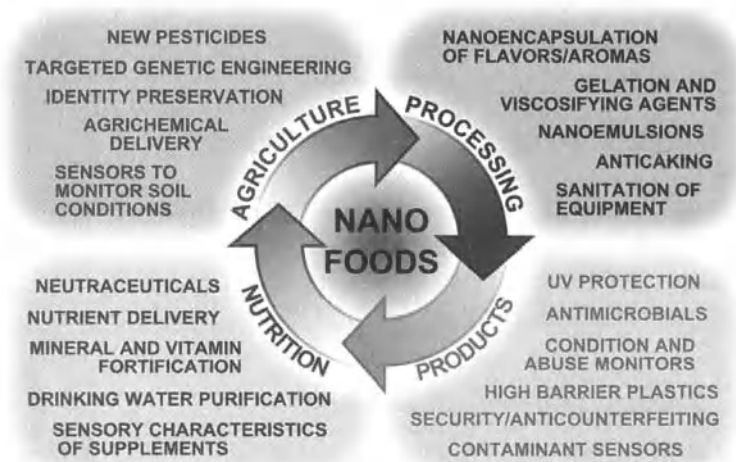 NEW PESTICIDES
TARGETED GENETIC ENGINEERING
IDENTITY PRESERVATION
AGRICHEMICAL
DELIVERY
SENSORS TO
MONITOR SOIL
CONDITIONS
NANOENCAPSULATION
OF FLAVORS/AROMAS
GELATION AND
VISCOSIFYING AGENTS
NANOEMULSIONS
ANTICAKING
SANITATION OF
EQUIPMENT
AGRICULTURE
PROCESSING
NANO
FOODS
NUTRITION
PRODUCTS
NEUTRACEUTICALS
NUTRIENT DELIVERY
MINERAL AND VITAMIN
FORTIFICATION
DRINKING WATER PURIFICATION
SENSORY CHARACTERISTICS
OF SUPPLEMENTS
UV PROTECTION
ANTIMICROBIALS
CONDITION AND
ABUSE MONITORS
HIGH BARRIER PLASTICS
SECURITY/ANTICOUNTERFEITING
CONTAMINANT SENSORS